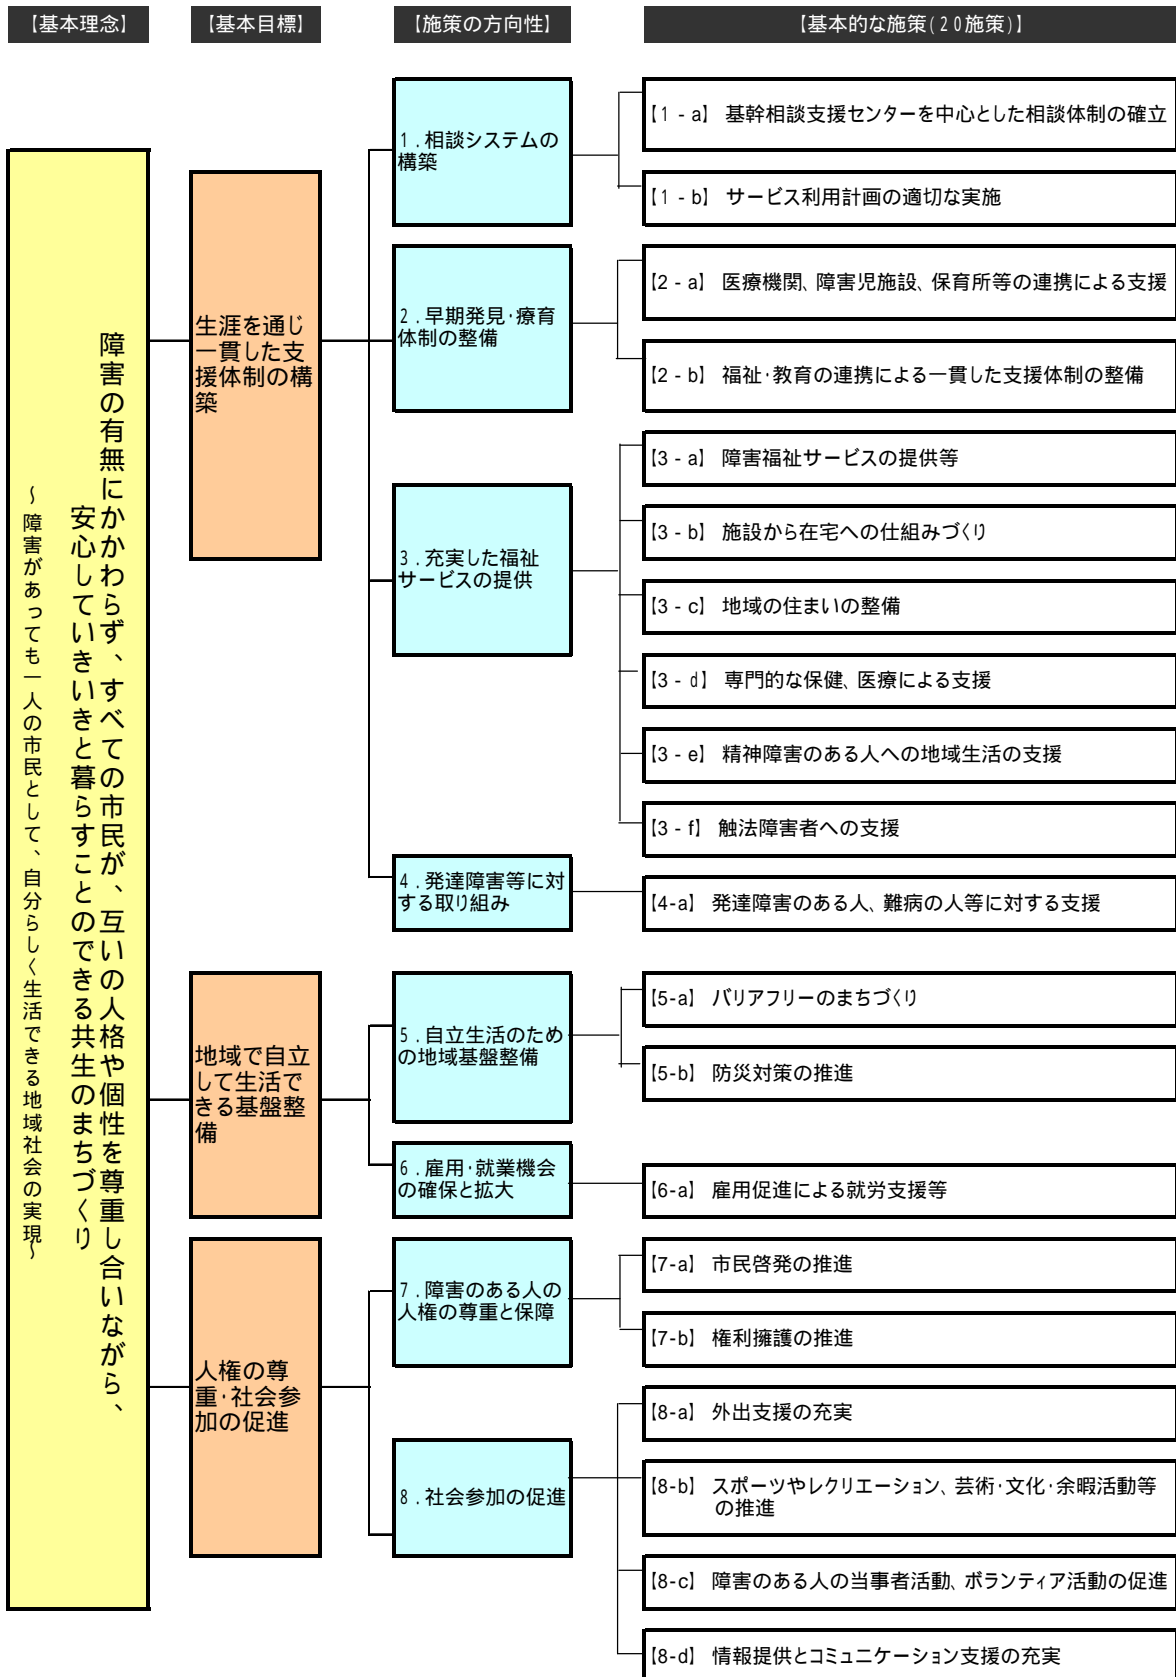 【基本理念】
【基本目標】
【施策の方向性】
【基本的な施策(20施策)】
障害の有無にかかわらず、すべての市民が、互いの人格や個性を尊重し合いながら、
安心していきいきと暮らすことのできる共生のまちづくり
~障害があっても一人の市民として、自分らしく生活できる地域社会の実現~
生涯を通じ
一貫した支
援体制の構
築
1.相談システムの
構築
【1-a】 基幹相談支援センターを中心とした相談体制の確立
【1-b】 サービス利用計画の適切な実施
2.早期発見・療育
体制の整備
【2-a】 医療機関、障害児施設、保育所等の連携による支援
【2-b】 福祉・教育の連携による一貫した支援体制の整備
3.充実した福祉
サービスの提供
【3-a】 障害福祉サービスの提供等
【3-b】 施設から在宅への仕組みづくり
【3-c】 地域の住まいの整備
【3-d】 専門的な保健、医療による支援
【3-e】 精神障害のある人への地域生活の支援
【3-f】 触法障害者への支援
4.発達障害等に対
する取り組み
【4-a】 発達障害のある人、難病の人等に対する支援
地域で自立
して生活で
きる基盤整
備
5.自立生活のため
の地域基盤整備
【5-a】 バリアフリーのまちづくり
【5-b】 防災対策の推進
6.雇用・就業機会
の確保と拡大
【6-a】 雇用促進による就労支援等
人権の尊
重・社会参
加の促進
7.障害のある人の
人権の尊重と保障
【7-a】 市民啓発の推進
【7-b】 権利擁護の推進
8.社会参加の促進
【8-a】 外出支援の充実
【8-b】 スポーツやレクリエーション、芸術・文化・余暇活動等
の推進
【8-c】 障害のある人の当事者活動、ボランティア活動の促進
【8-d】 情報提供とコミュニケーション支援の充実